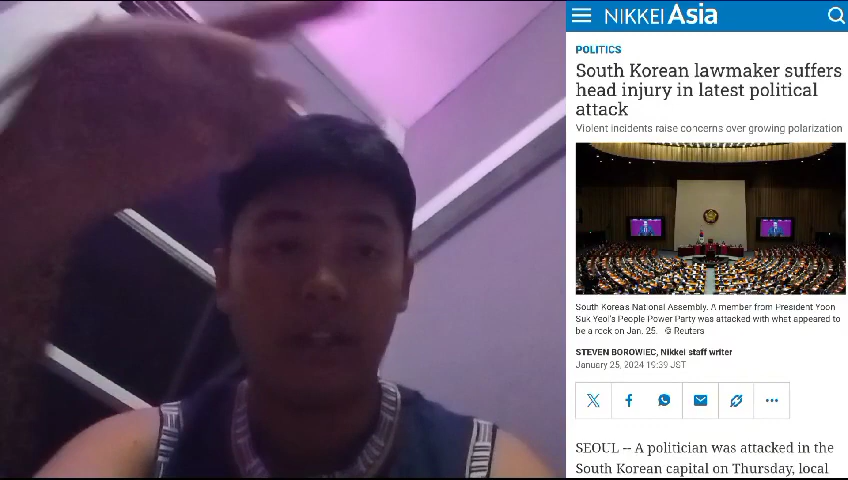 NIKKEI Asia
POLITICS
South Korean lawmaker suffers
head injury in latest political
attack
Violent incidents raise concerns over growing polarization
South Korea's National Assembly. A member from President Yoon
Suk Yeol's People Power Party was attacked with what appeared to
be a rock on Jan. 25. © Reuters
STEVEN BOROWIEC, Nikkei staff writer
January 25, 2024 19:39 JST
SEOUL -- A politician was attacked in the
South Korean capital on Thursday, local